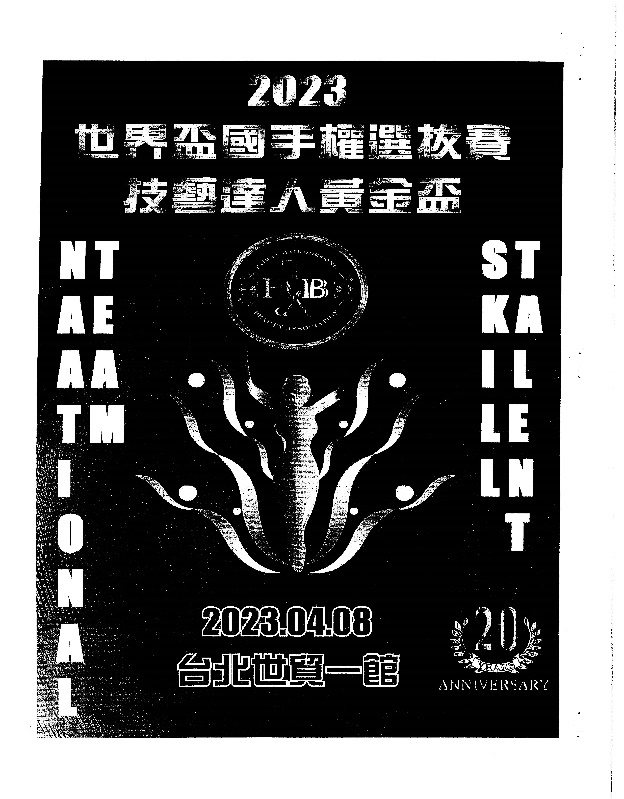 2023
世界盃國手權選拔賽
技藝達人黃金盃
NAATIONAL
TEAM
SKILL
TALENT
2023.04.08
台北世貿一館
20
YEARS
ANNIVERSARY